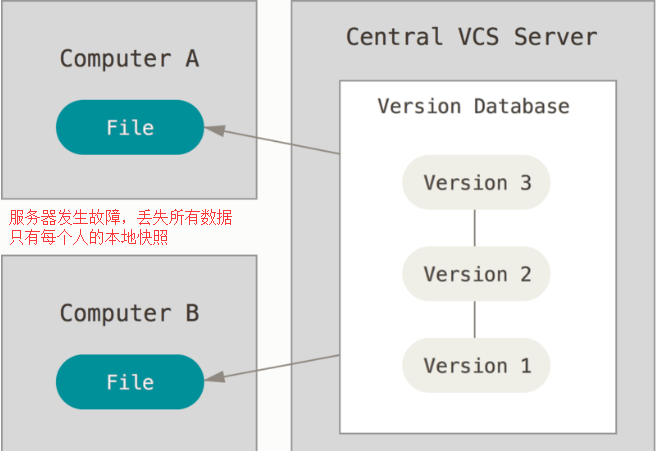 Computer A
File
服务器发生故障，丢失所有数据
只有每个人的本地快照
Computer B
File
Central VCS Server
Version Database
Version 3
Version 2
Version 1